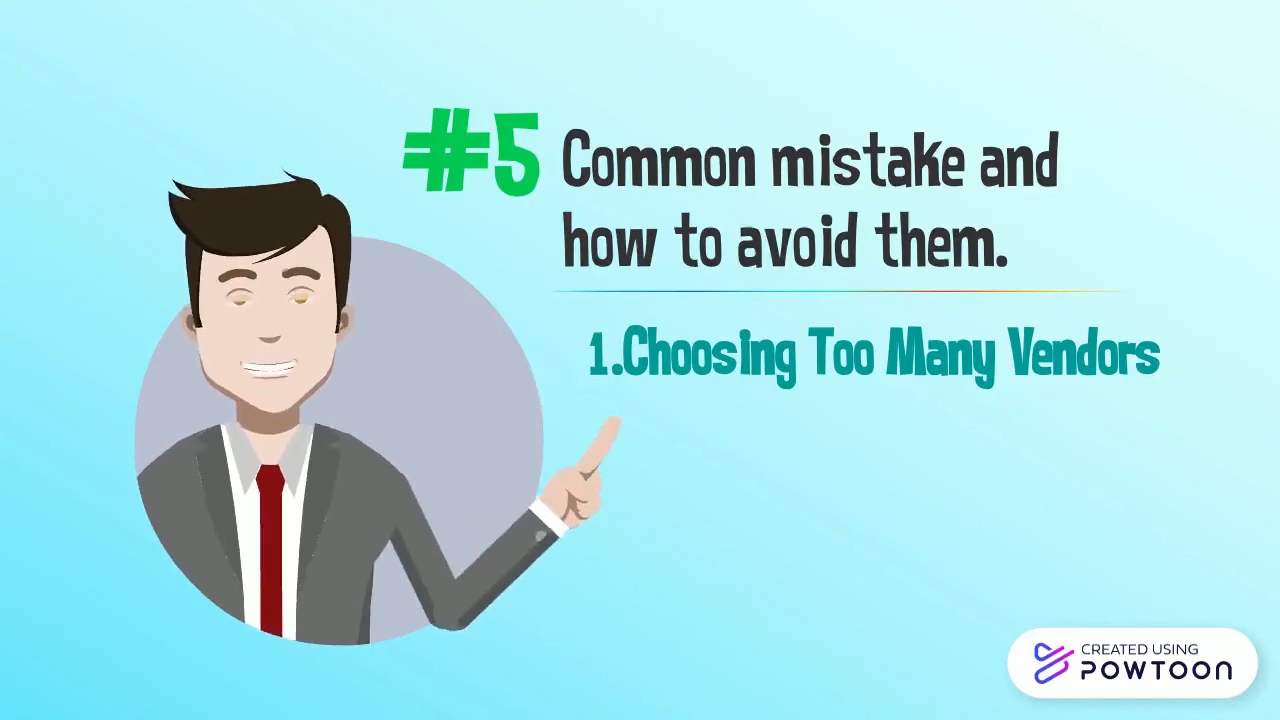 #5 Common mistake and
how to avoid them.
1.Choosing Too Many Vendors
CREATED USING
POWTOON